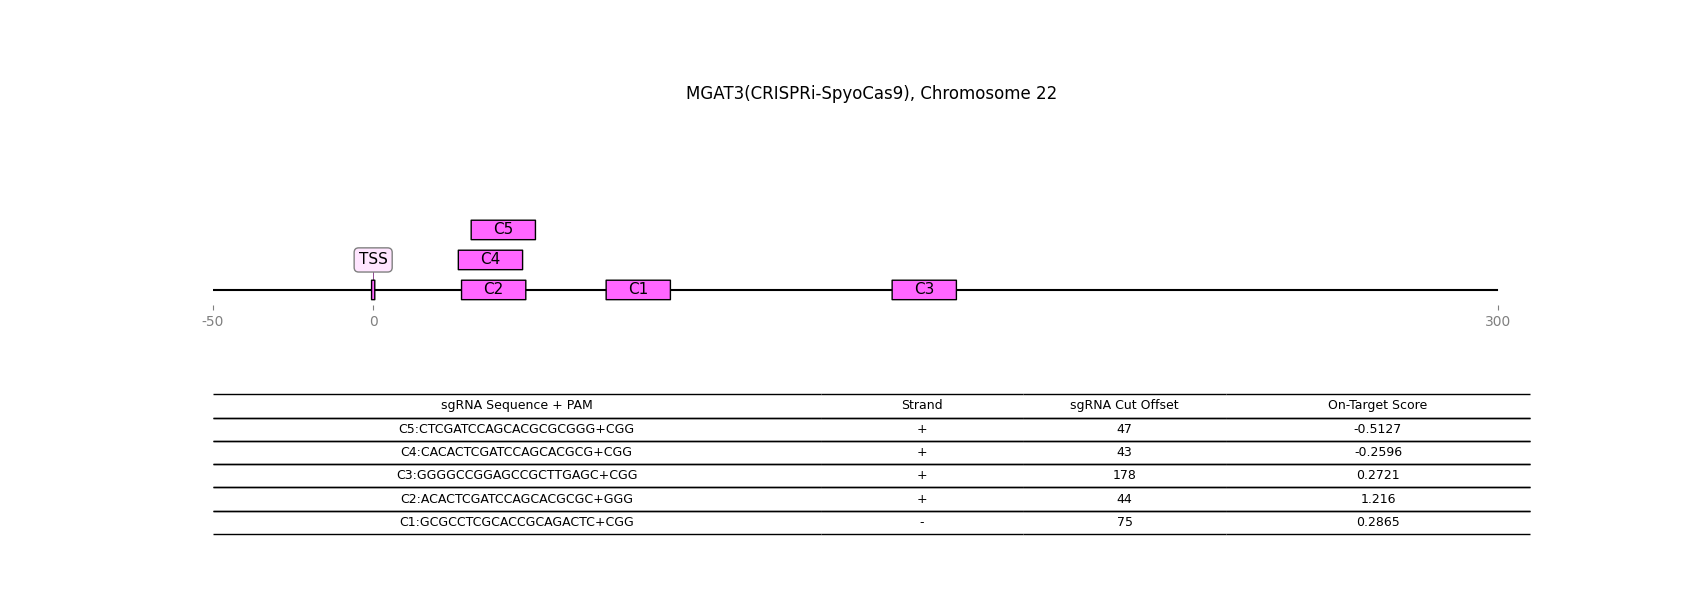 MGAT3(CRISPRi-SpyoCas9), Chromosome 22
C5
TSS C4
C2 C1 C3
-50 0 300
sgRNA Sequence + PAM Strand sgRNA Cut Offset On-Target Score
C5:CTCGATCCAGCACGCGCGGG+CGG + 47 -0.5127
C4:CACACTCGATCCAGCACGCG+CGG + 43 -0.2596
C3:GGGGCCGGAGCCGCTTGAGC+CGG + 178 0.2721
C2:ACACTCGATCCAGCACGCGC+GGG + 44 1.216
C1:GCGCCTCGCACCGCAGACTC+CGG - 75 0.2865